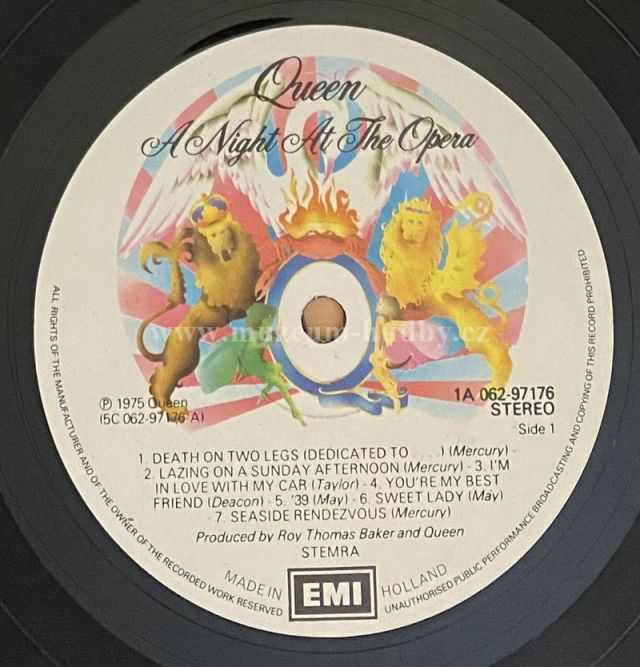 Queen
A Night At The Opera
www.muzeum-hudby.cz
℗ 1975 Queen
(5C 062-97176-A)
1A 062-97176
STEREO
Side 1
1. DEATH ON TWO LEGS (DEDICATED TO ....) (Mercury) -
2. LAZING ON A SUNDAY AFTERNOON (Mercury) - 3. I'M
IN LOVE WITH MY CAR (Taylor) - 4. YOU'RE MY BEST
FRIEND (Deacon) - 5. '39 (May) - 6. SWEET LADY (May)
- 7. SEASIDE RENDEZVOUS (Mercury)
Produced by Roy Thomas Baker and Queen
STEMRA
MADE IN
EMI
HOLLAND
ALL RIGHTS OF THE MANUFACTURER AND OF THE OWNER OF THE RECORDED WORK RESERVED
UNAUTHORISED PUBLIC PERFORMANCE BROADCASTING AND COPYING OF THIS RECORD PROHIBITED